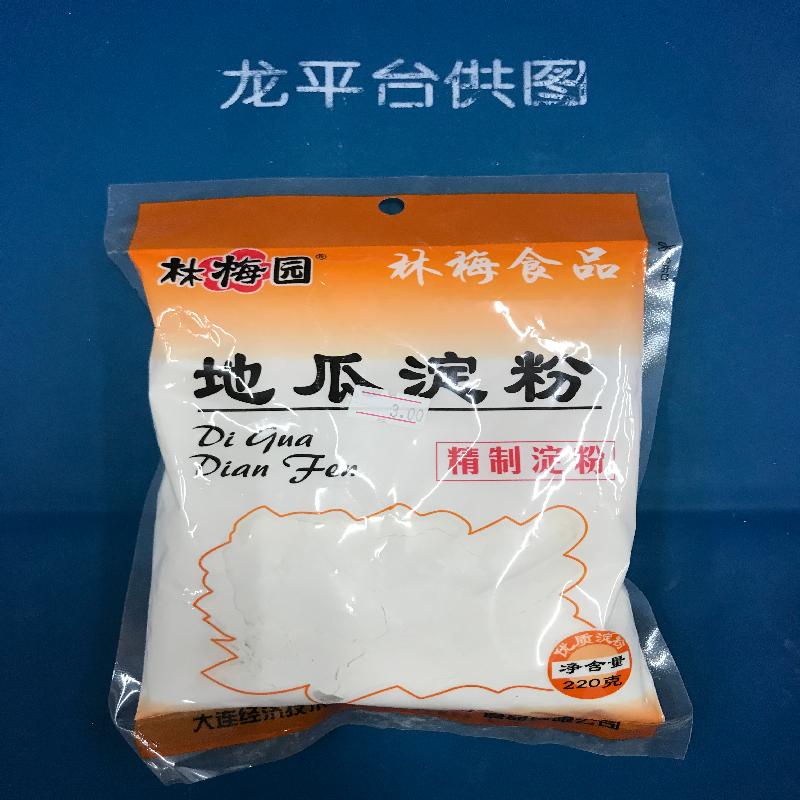 龙平台供图
林梅园® 林梅食品
地瓜淀粉
3.00
Di Gua
Dian Fen
精制淀粉
优质淀粉
净含量
220克
大连经济技